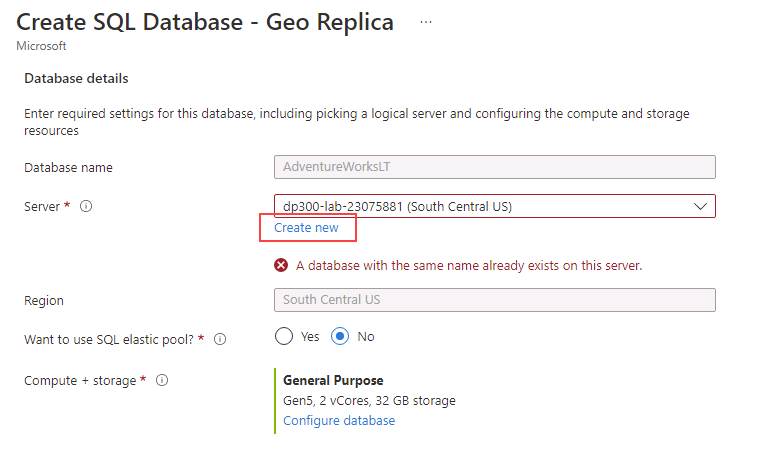 Create SQL Database - Geo Replica ...
Microsoft
Database details
Enter required settings for this database, including picking a logical server and configuring the compute and storage
resources
Database name AdventureWorksLT
Server * dp300-lab-23075881 (South Central US)
Create new
A database with the same name already exists on this server.
Region South Central US
Want to use SQL elastic pool? * Yes No
Compute + storage * General Purpose
Gen5, 2 vCores, 32 GB storage
Configure database